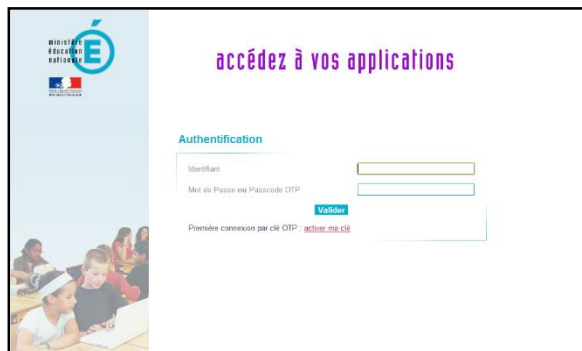 ministère
éducation
nationale
É
accédez à vos applications
Authentification
Identifiant
Mot de Passe ou Passcode OTP
Valider
Première connexion par clé OTP : activer ma clé